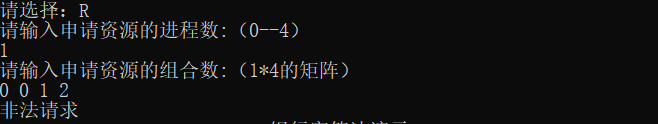 请选择：R
请输入申请资源的进程数:（0--4）
1
请输入申请资源的组合数:（1*4的矩阵）
0 0 1 2
非法请求